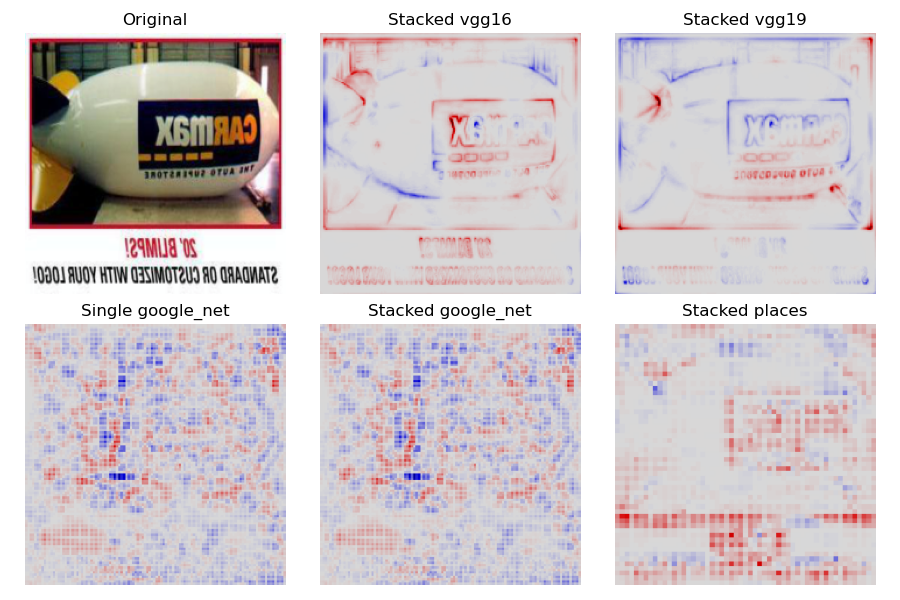 Original
Stacked vgg16
Stacked vgg19
CARMAX
THE AUTO SUPERSTORE
20' BLIMPS!
STANDARD OR CUSTOMIZED WITH YOUR LOGO!
Single google_net
Stacked google_net
Stacked places